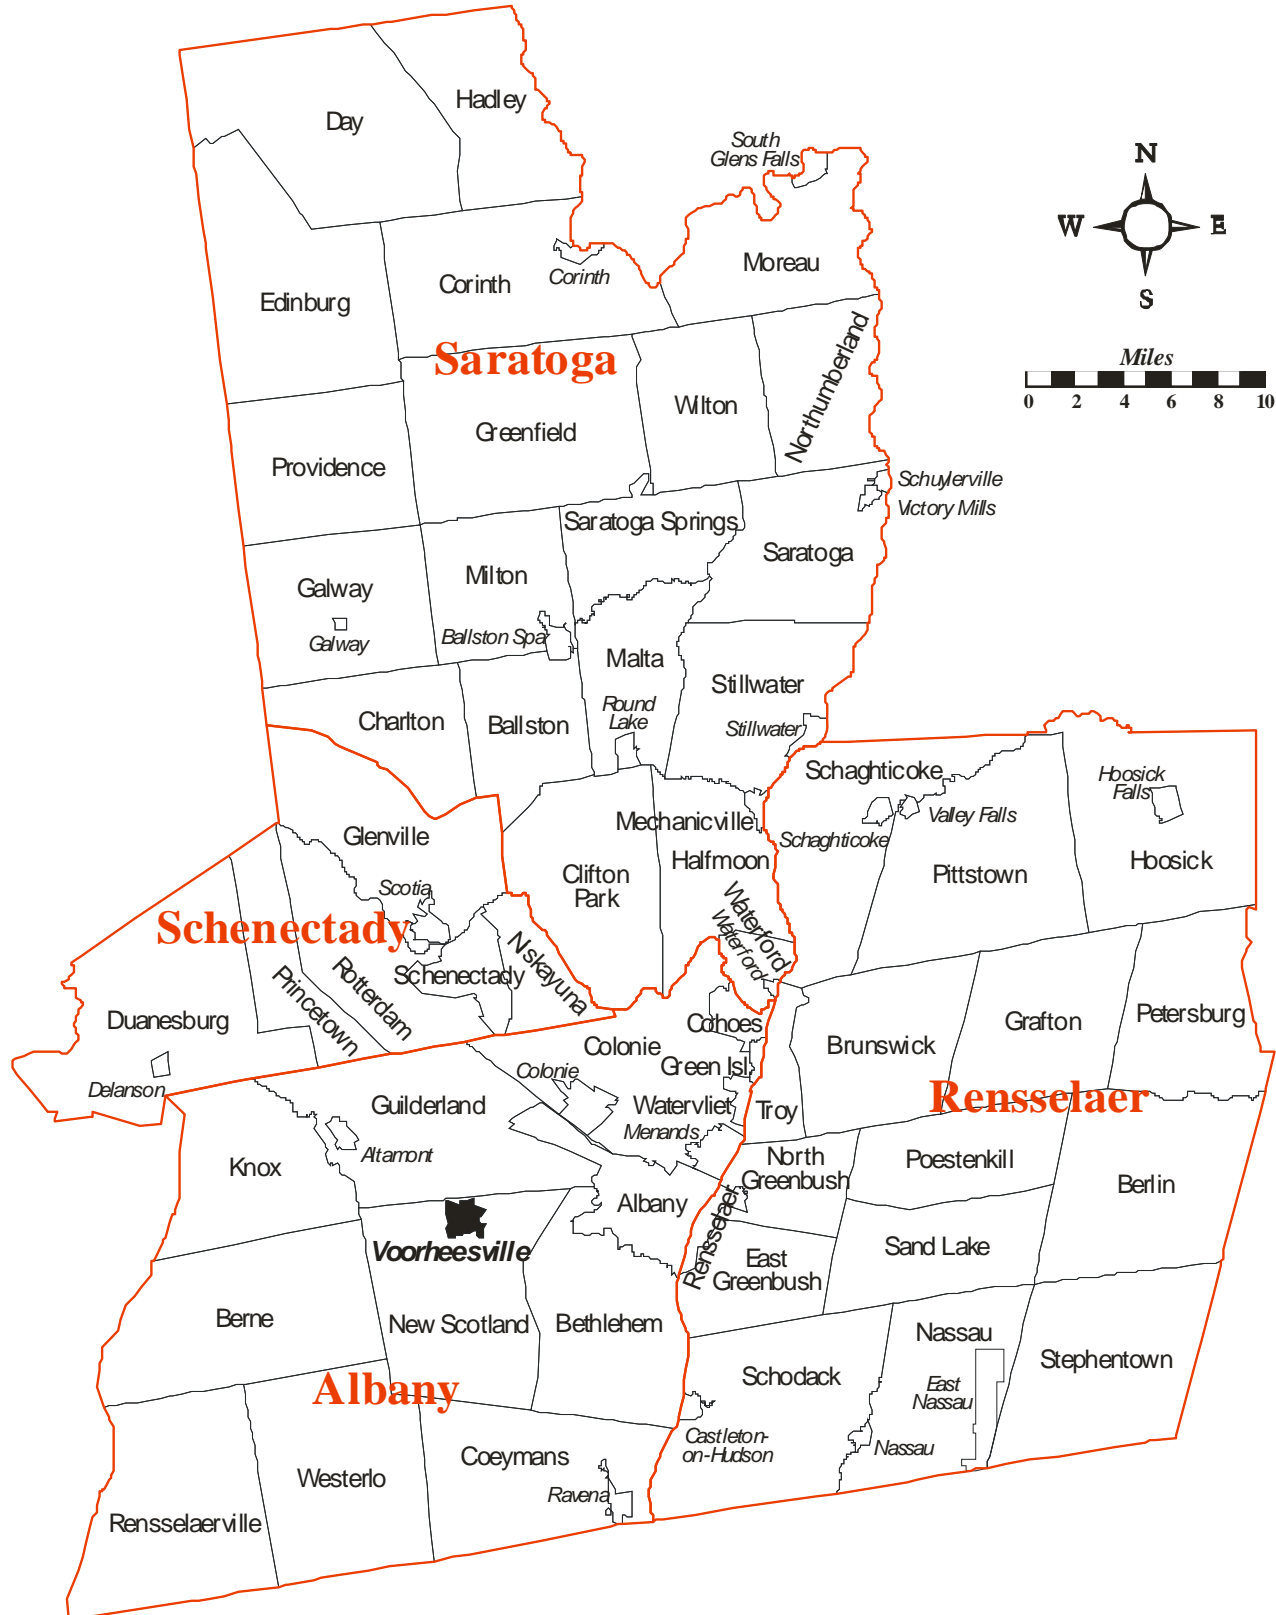 Hadley
Day
South
Glens Falls
N
W
E
S
Moreau
Corinth
Corinth
Edinburg
Miles
0 2 4 6 8 10
Saratoga
Northumberland
Wilton
Greenfield
Providence
Schuylerville
Victory Mills
Saratoga Springs
Saratoga
Milton
Galway
Galway
Ballston Spa
Malta
Stillwater
Round
Lake
Stillwater
Charlton
Ballston
Schaghticoke
Hoosick
Falls
Valley Falls
Schaghticoke
Mechanicville
Glenville
Halfmoon
Hoosick
Clifton
Park
Pittstown
Scotia
Waterford
Waterford
Schenectady
Niskayuna
Schenectady
Rotterdam
Princetown
Duanesburg
Cohoes
Colonie
Green Isl.
Brunswick
Grafton
Petersburg
Delanson
Colonie
Rensselaer
Guilderland
Watervliet
Troy
Menands
Altamont
Knox
North
Greenbush
Poestenkill
Berlin
Albany
Rensselaer
Voorheesville
East
Greenbush
Sand Lake
Berne
New Scotland
Bethlehem
Nassau
Stephentown
Schodack
East
Nassau
Albany
Castleton-
on-Hudson
Nassau
Coeymans
Westerlo
Ravena
Rensselaerville